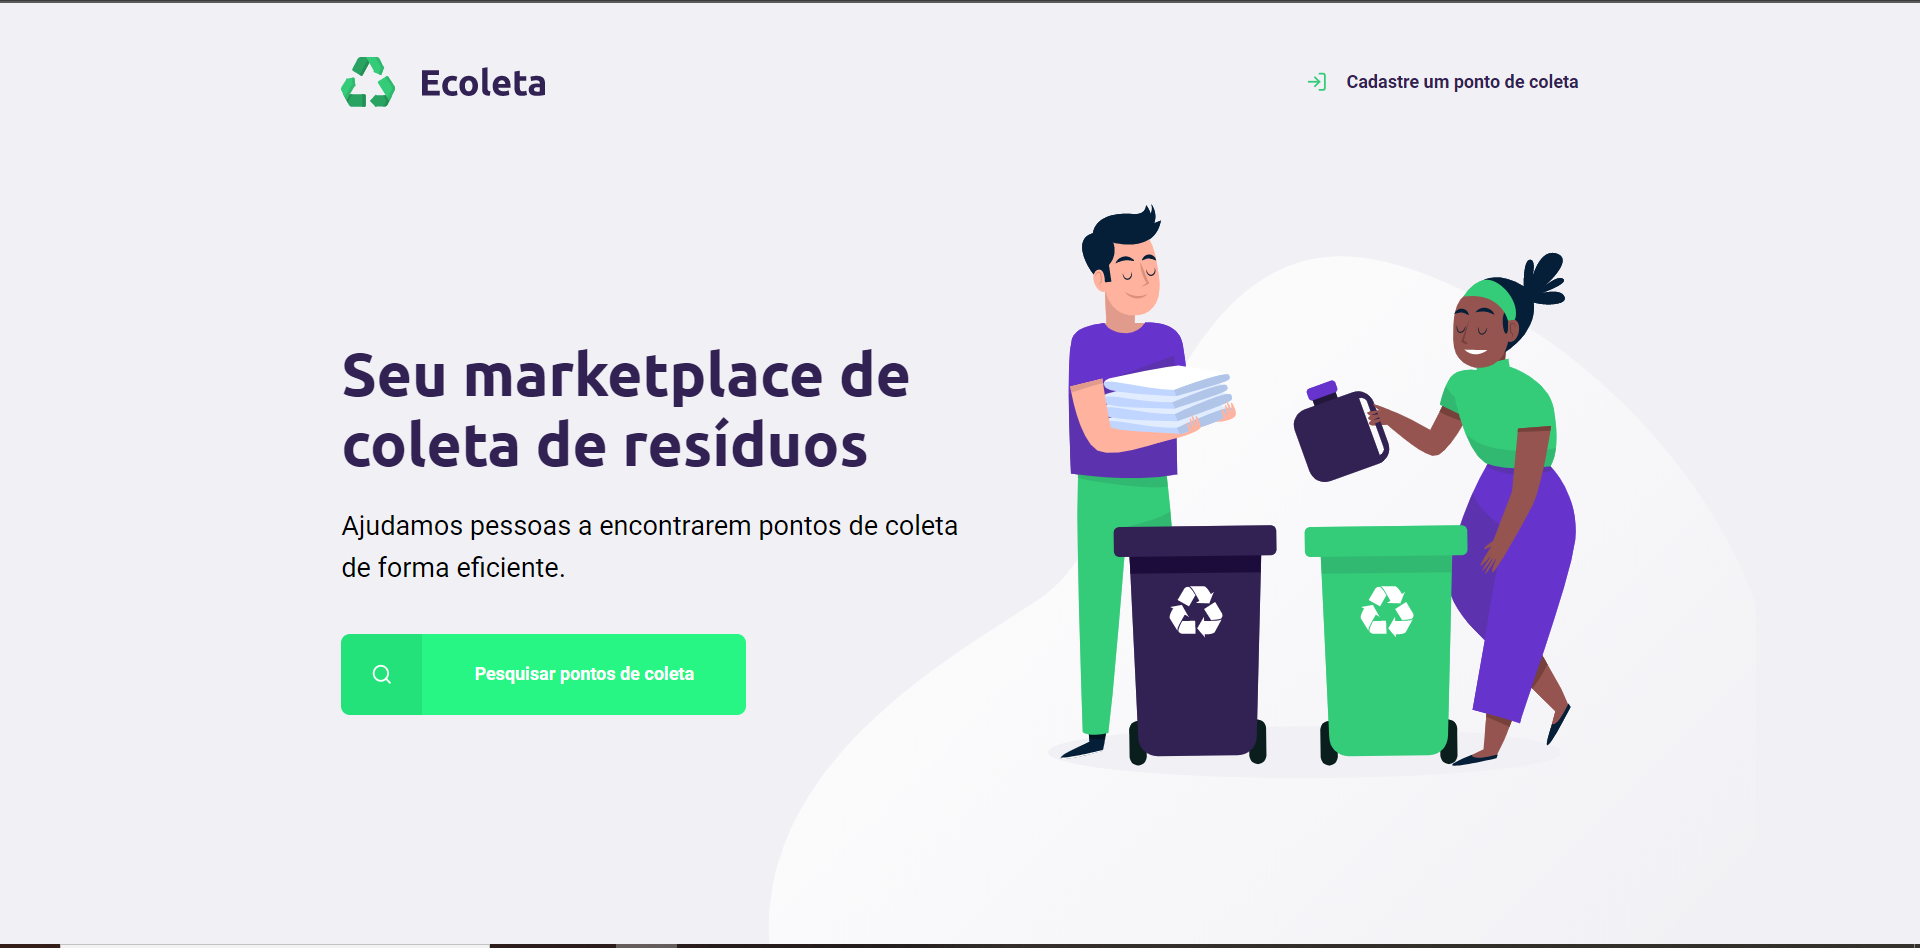 Ecoleta
Cadastre um ponto de coleta
Seu marketplace de
coleta de resíduos
Ajudamos pessoas a encontrarem pontos de coleta
de forma eficiente.
Pesquisar pontos de coleta